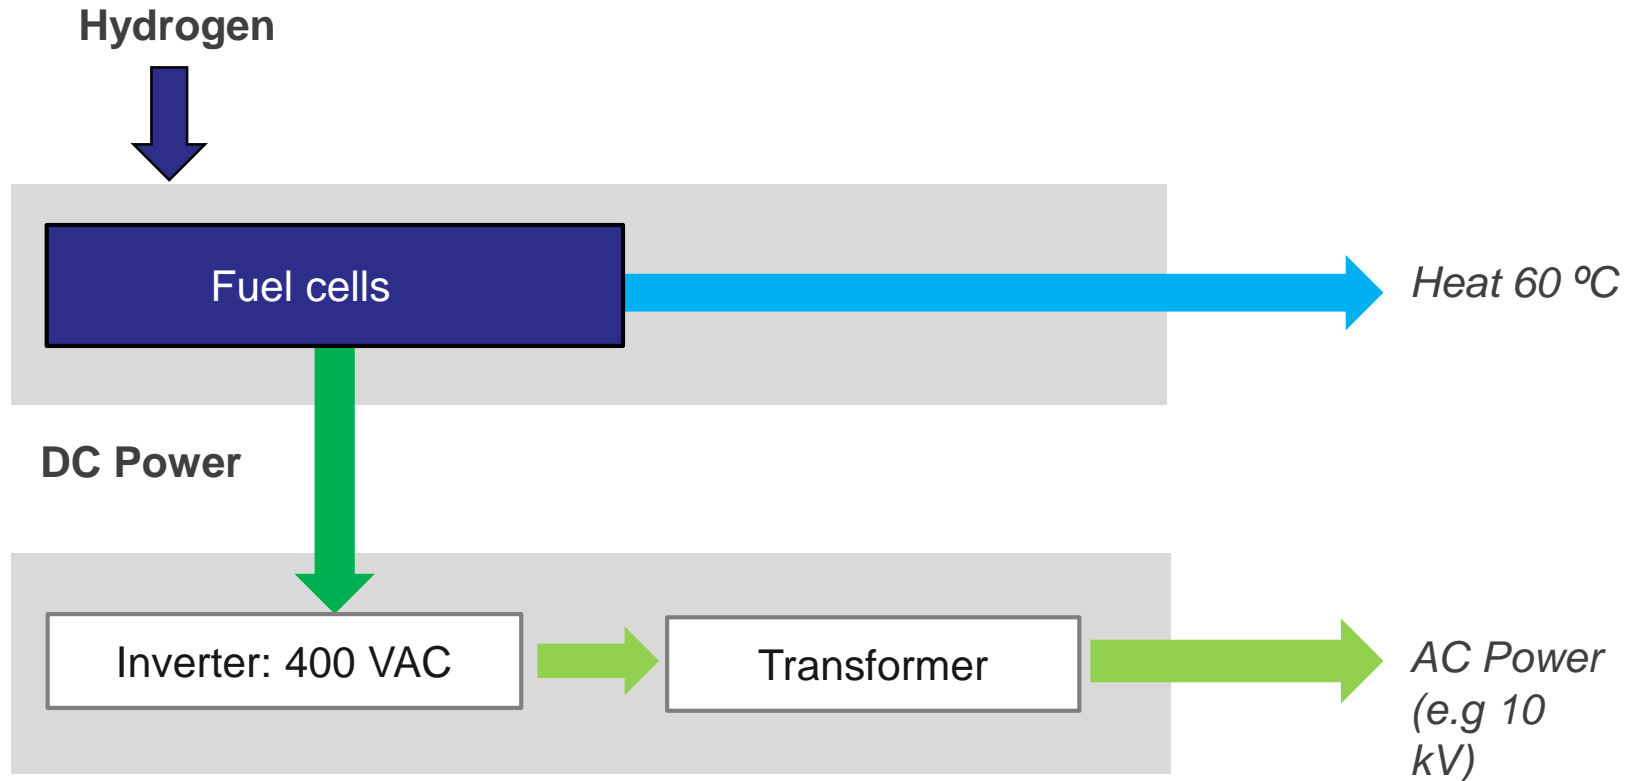 Hydrogen
Fuel cells
Heat 60 ºC
DC Power
Inverter: 400 VAC
Transformer
AC Power
(e.g 10
kV)